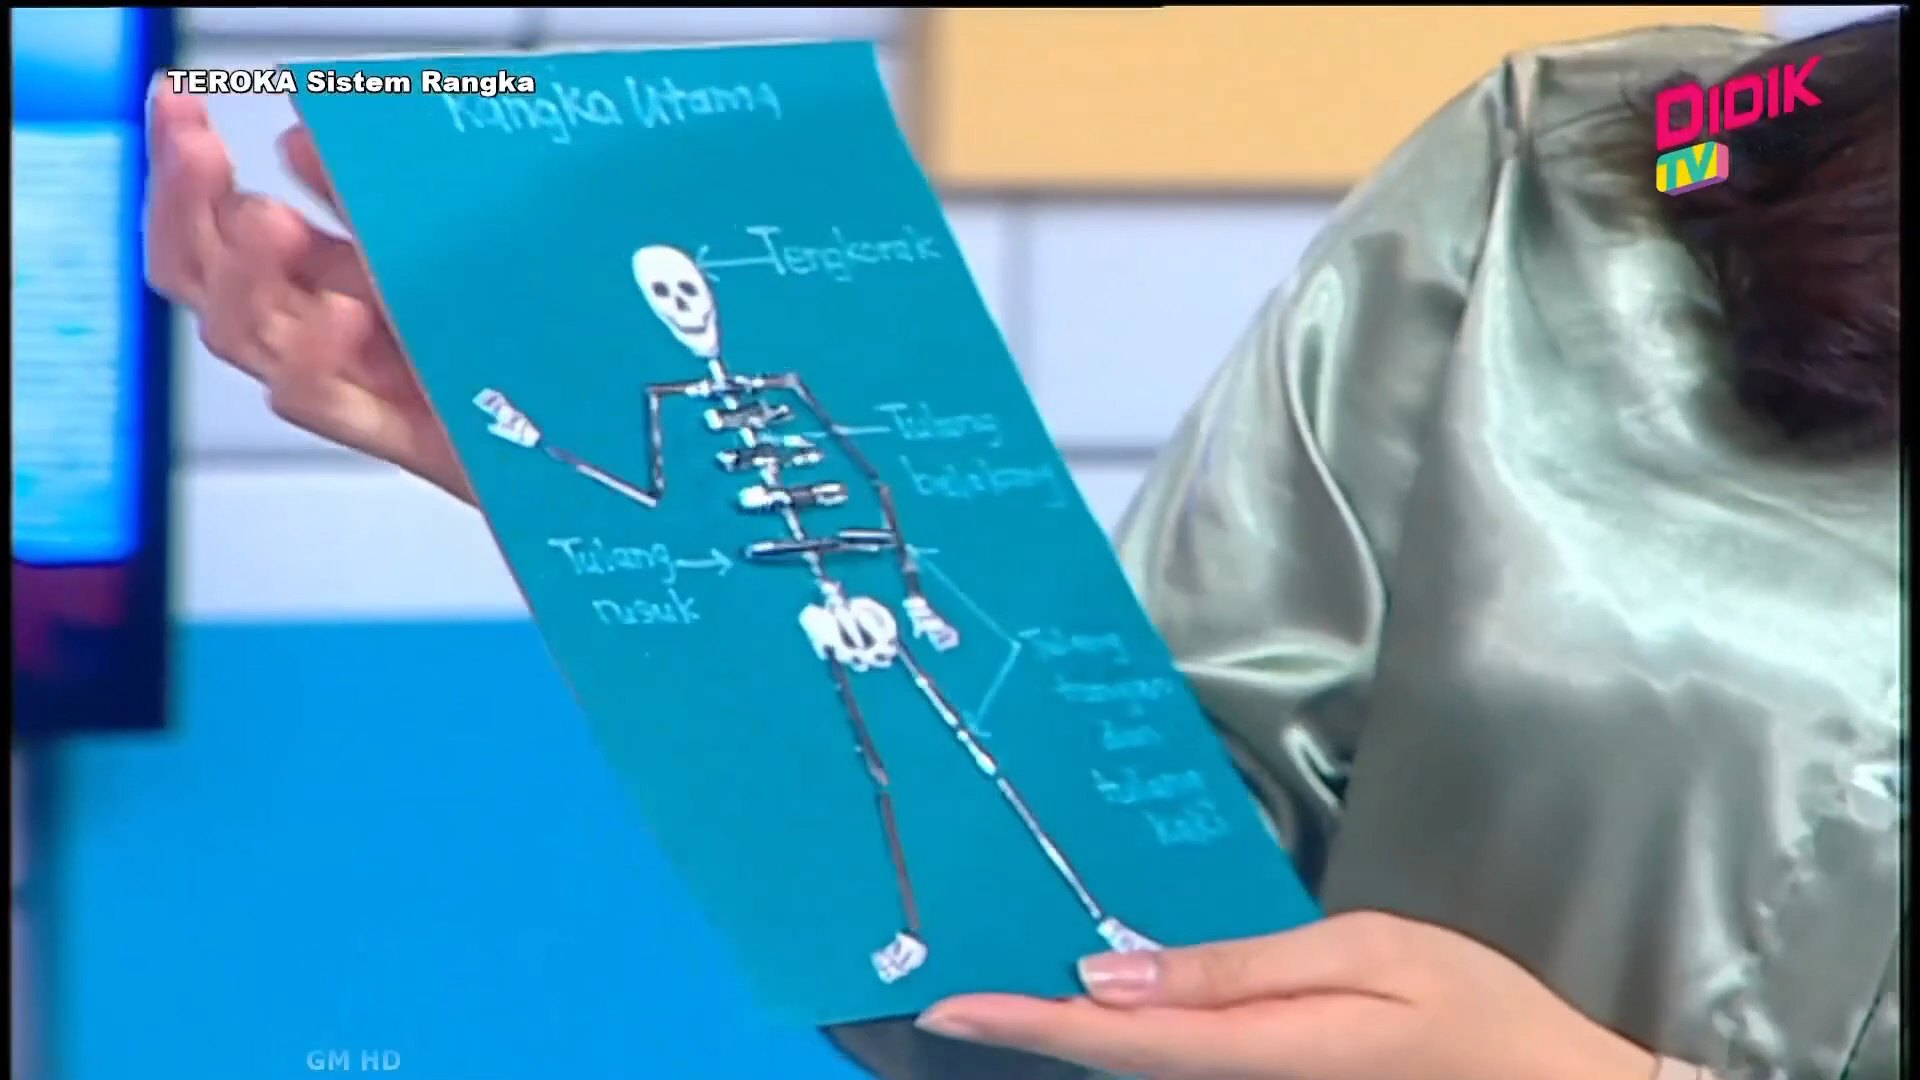 TEROKA Sistem Rangka
DIDIK
TV
Rangka Utama
Tengkorak
Tulang
belakang
Tulang
rusuk
Tulang
tangan
dan
tulang
kaki
GM HD